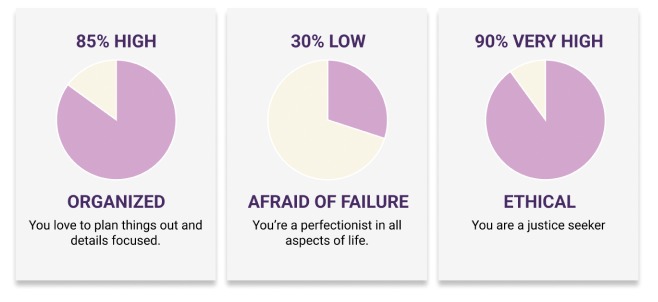 85% HIGH
ORGANIZED
You love to plan things out and
details focused.
30% LOW
AFRAID OF FAILURE
You're a perfectionist in all
aspects of life.
90% VERY HIGH
ETHICAL
You are a justice seeker